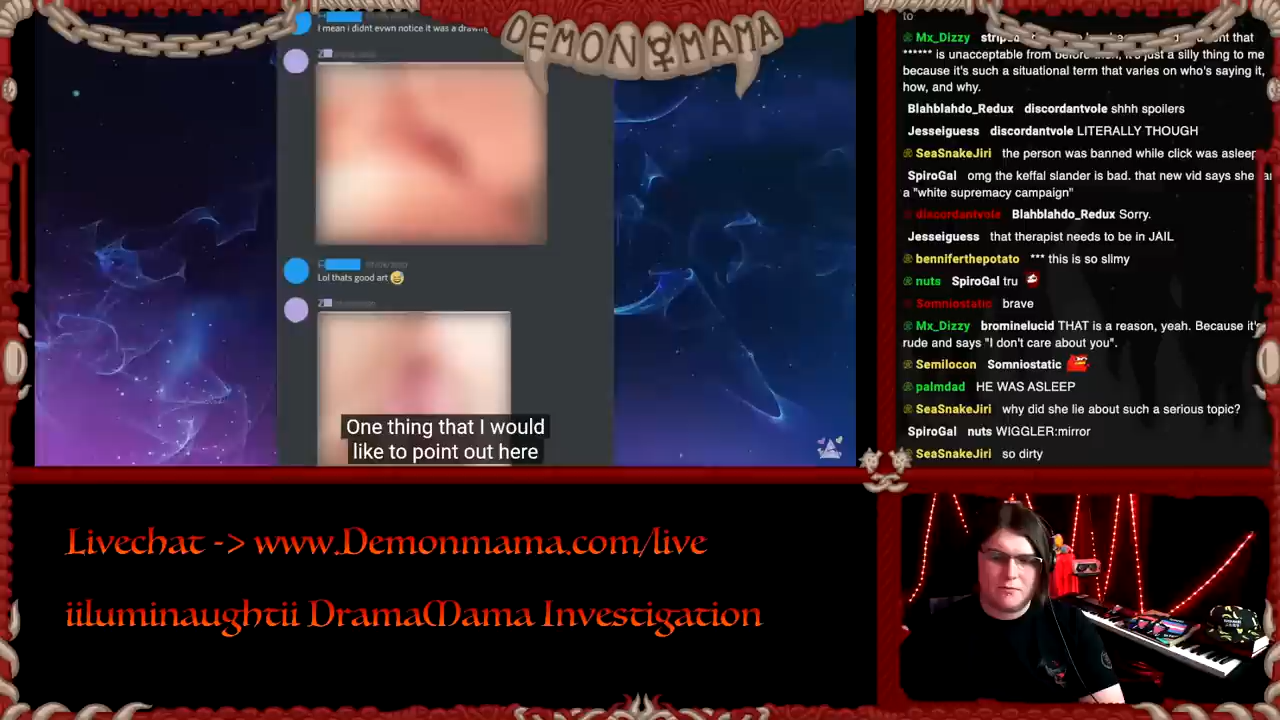 I mean i didnt evwn notice it was a drawing
DEMON MAMA
Lol thats good art
One thing that I would
like to point out here
to
Mx_Dizzy
is unacceptable from before then, it's just a silly thing to me
because it's such a situational term that varies on who's saying it,
how, and why.
Blahblahdo_Redux discordantvole shhh spoilers
Jesseiguess discordantvole LITERALLY THOUGH
SeaSnakeJiri the person was banned while click was asleep
SpiroGal omg the keffal slander is bad. that new vid says she
a "white supremacy campaign"
discordantvole Blahblahdo_Redux Sorry.
Jesseiguess that therapist needs to be in JAIL
benniferthepotato *** this is so slimy
nuts SpiroGal tru
Somniostatic brave
Mx_Dizzy brominelucid THAT is a reason, yeah. Because it's
rude and says "I don't care about you".
Semilocon Somniostatic
palmdad HE WAS ASLEEP
SeaSnakeJiri why did she lie about such a serious topic?
SpiroGal nuts WIGGLER:mirror
SeaSnakeJiri so dirty
Livechat -> www.Demonmama.com/live
iiluminaughtii DramaMama Investigation